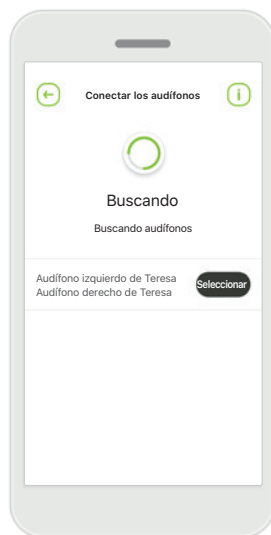 Conectar los audífonos
Buscando
Buscando audífonos
Audífono izquierdo de Teresa
Audífono derecho de Teresa
Seleccionar